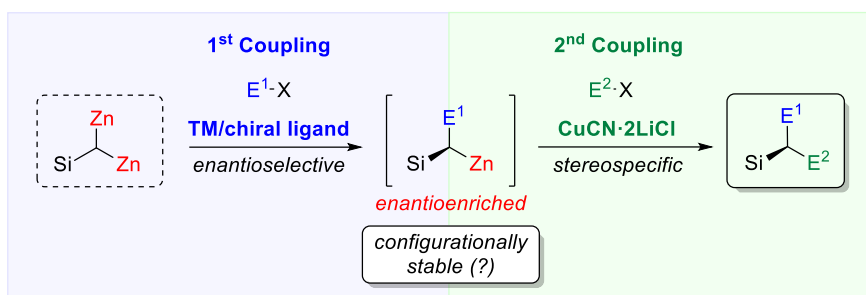 1st Coupling
2nd Coupling
E1-X
E2-X
Zn
Si
Zn
TM/chiral ligand
enantioselective
E1
Si
Zn
CuCN·2LiCl
stereospecific
E1
Si
E2
enantioenriched
configurationally
stable (?)